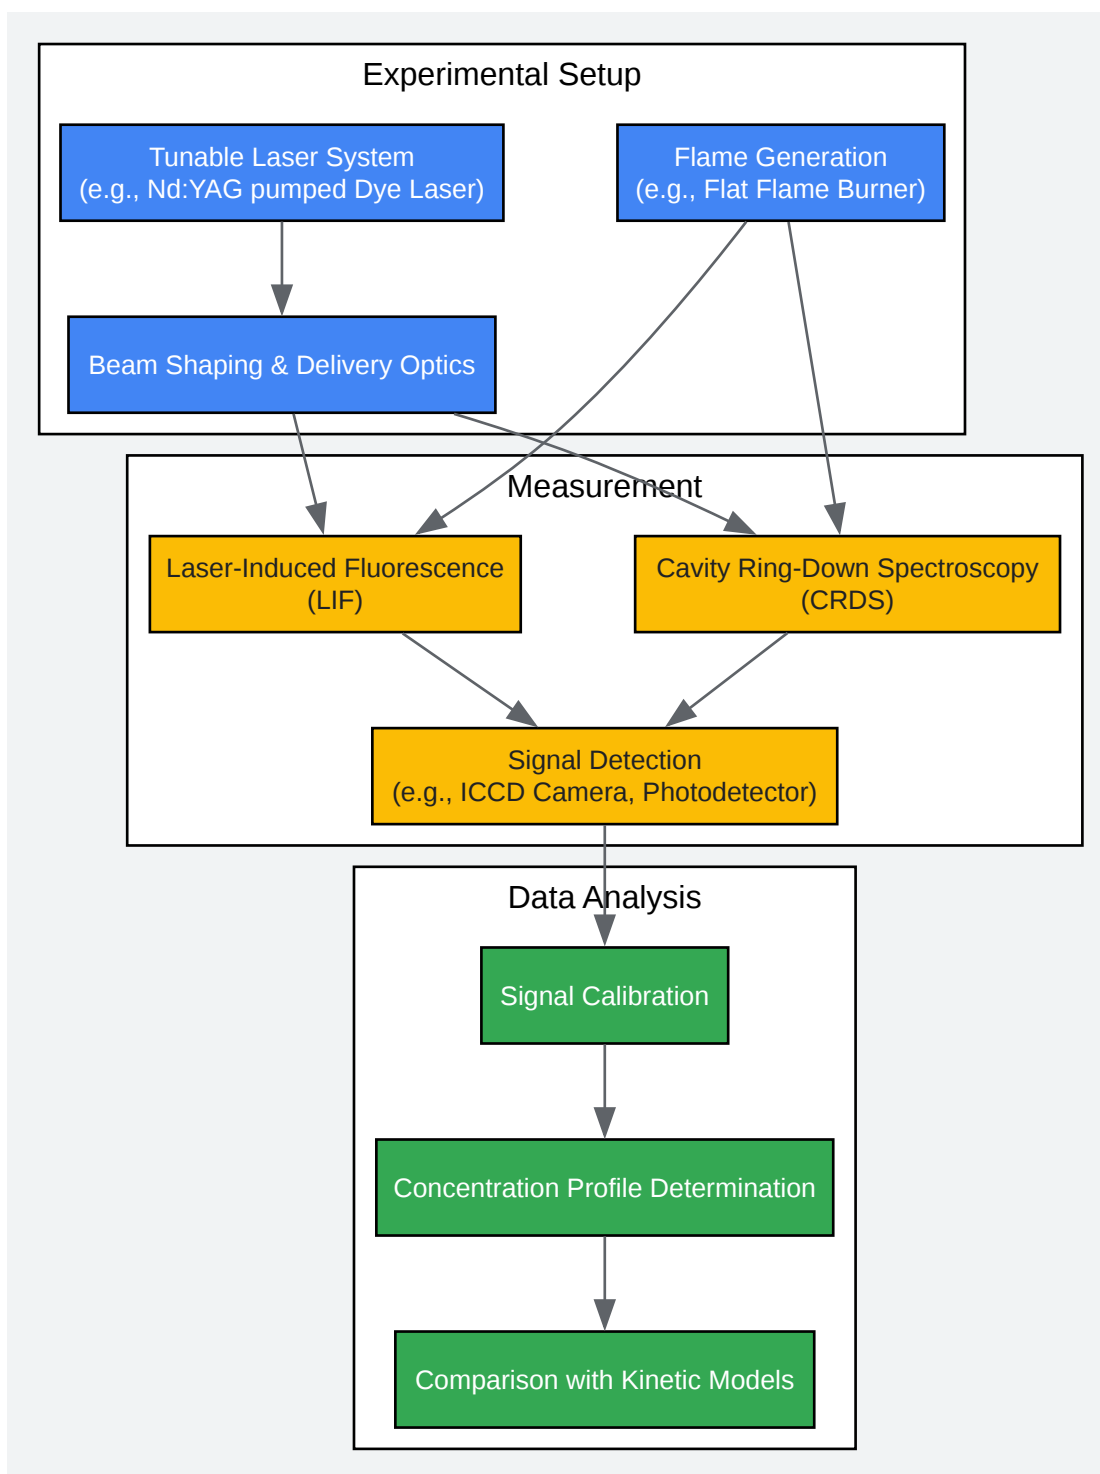 Experimental Setup
Tunable Laser System
(e.g., Nd:YAG pumped Dye Laser)
Flame Generation
(e.g., Flat Flame Burner)
Beam Shaping & Delivery Optics
Measurement
Laser-Induced Fluorescence
(LIF)
Cavity Ring-Down Spectroscopy
(CRDS)
Signal Detection
(e.g., ICCD Camera, Photodetector)
Data Analysis
Signal Calibration
Concentration Profile Determination
Comparison with Kinetic Models